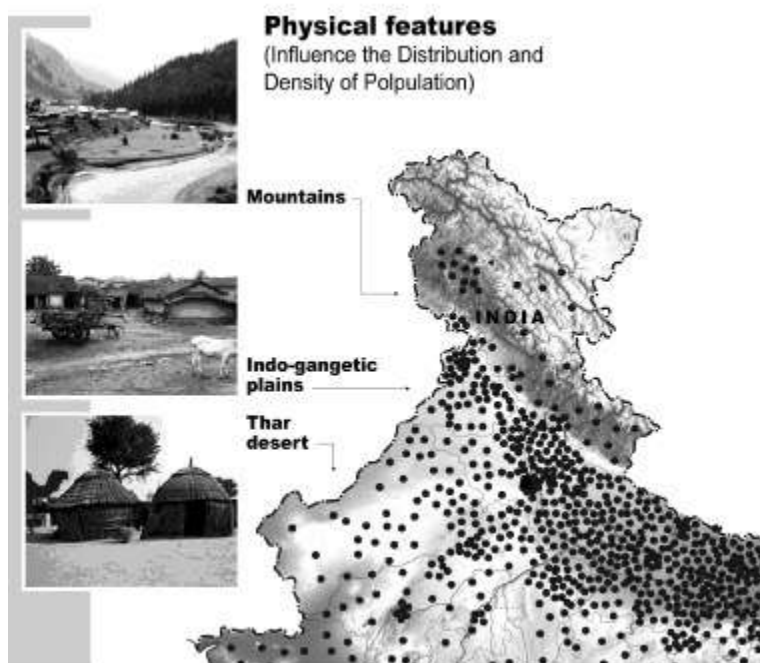 Physical features
(Influence the Distribution and
Density of Polpulation)
Mountains
INDIA
Indo-gangetic
plains
Thar
desert